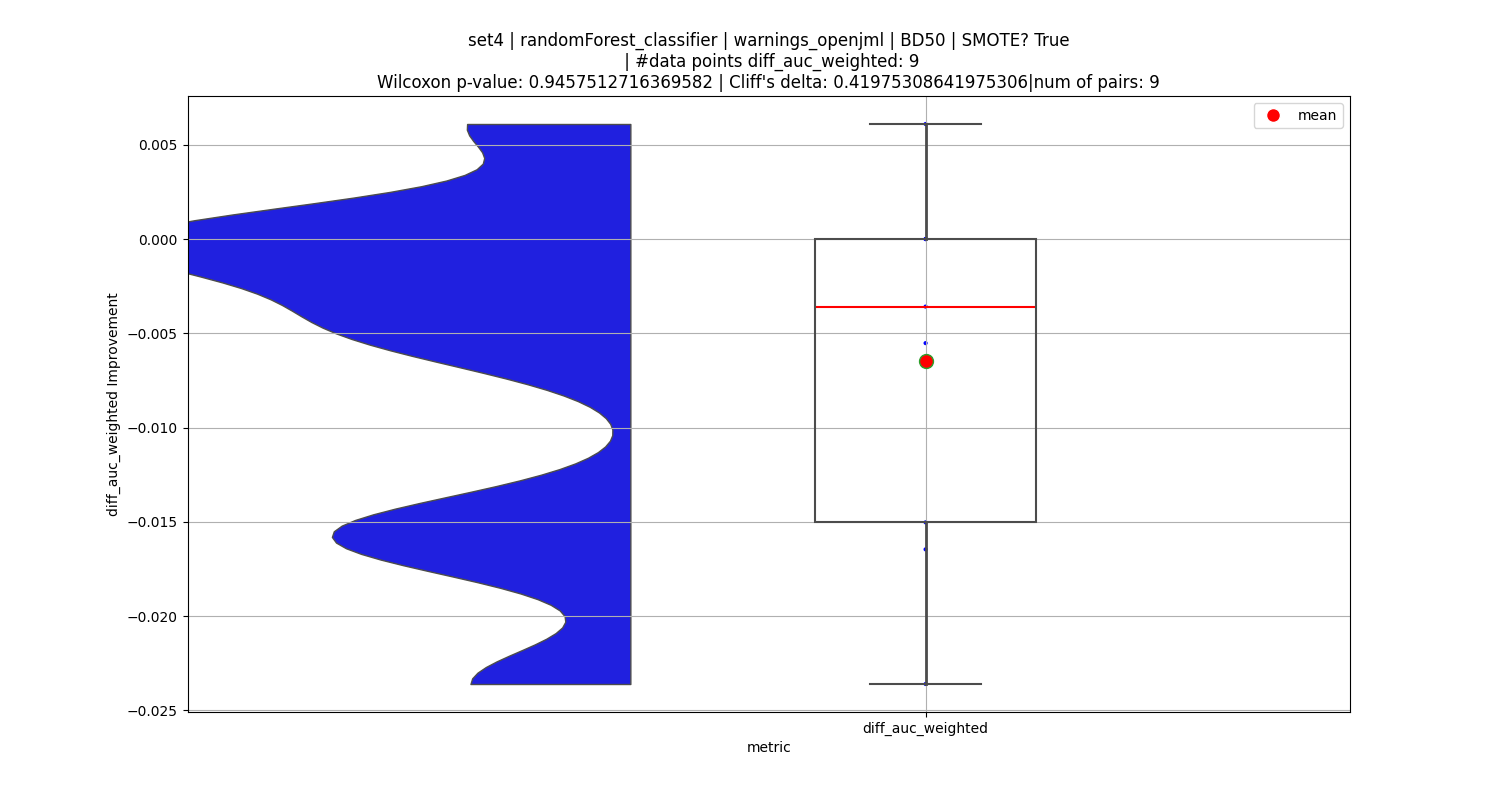 set4 | randomForest_classifier | warnings_openjml | BD50 | SMOTE? True
| #data points diff_auc_weighted: 9
Wilcoxon p-value: 0.9457512716369582 | Cliff's delta: 0.41975308641975306|num of pairs: 9
mean
0.005
0.000
−0.005
−0.010
−0.015
−0.020
−0.025
diff_auc_weighted Improvement
diff_auc_weighted
metric